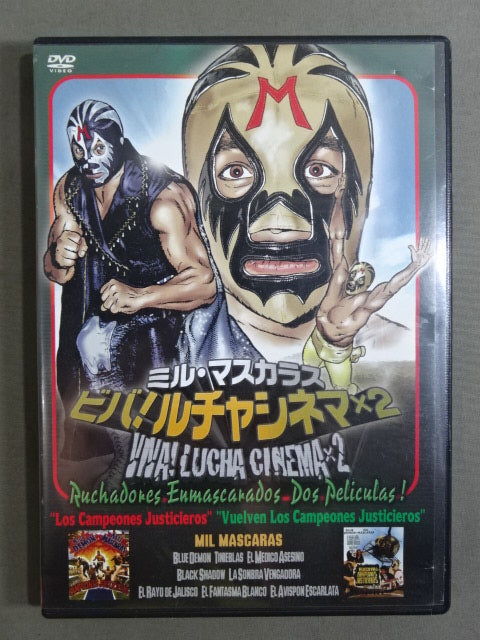 DVD
VIDEO
M
M
ミル・マスカラス
ビバ!ルチャシネマ×2
VIVA! LUCHA CINEMA×2
Ruchadores Enmascarados Dos Peliculas!
"Los Campeones Justicieros" "Vuelven Los Campeones Justicieros"
MIL MASCARAS
BLUE DEMON TINIEBLAS EL MEDICO ASESINO
BLACK SHADOW LA SONBRA VENGADORA
EL RAYO DE JALISCO EL FANTASMA BLANCO EL AVISPON ESCARLATA